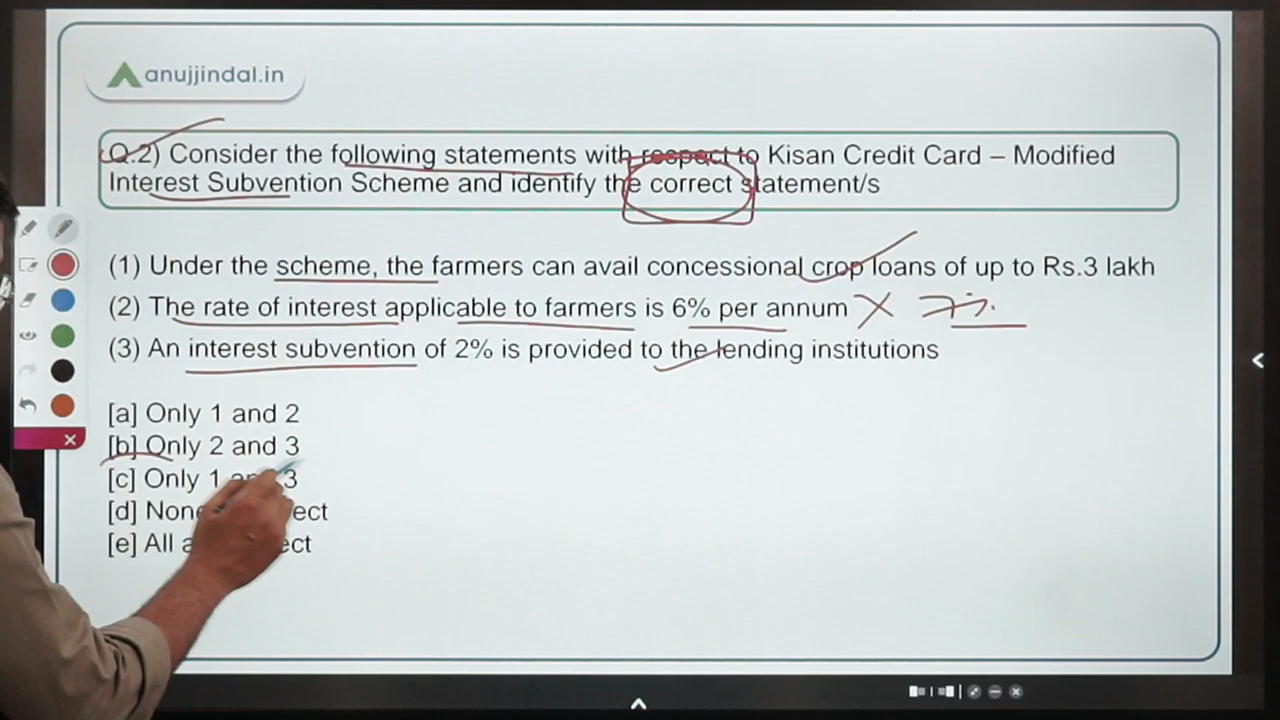 anujjindal.in
Q.2) Consider the following statements with respect to Kisan Credit Card – Modified
Interest Subvention Scheme and identify the correct statement/s
(1) Under the scheme, the farmers can avail concessional crop loans of up to Rs.3 lakh
(2) The rate of interest applicable to farmers is 6% per annum X 7%.
(3) An interest subvention of 2% is provided to the lending institutions
[a] Only 1 and 2
[b] Only 2 and 3
[c] Only 1 3
[d]
[e] All